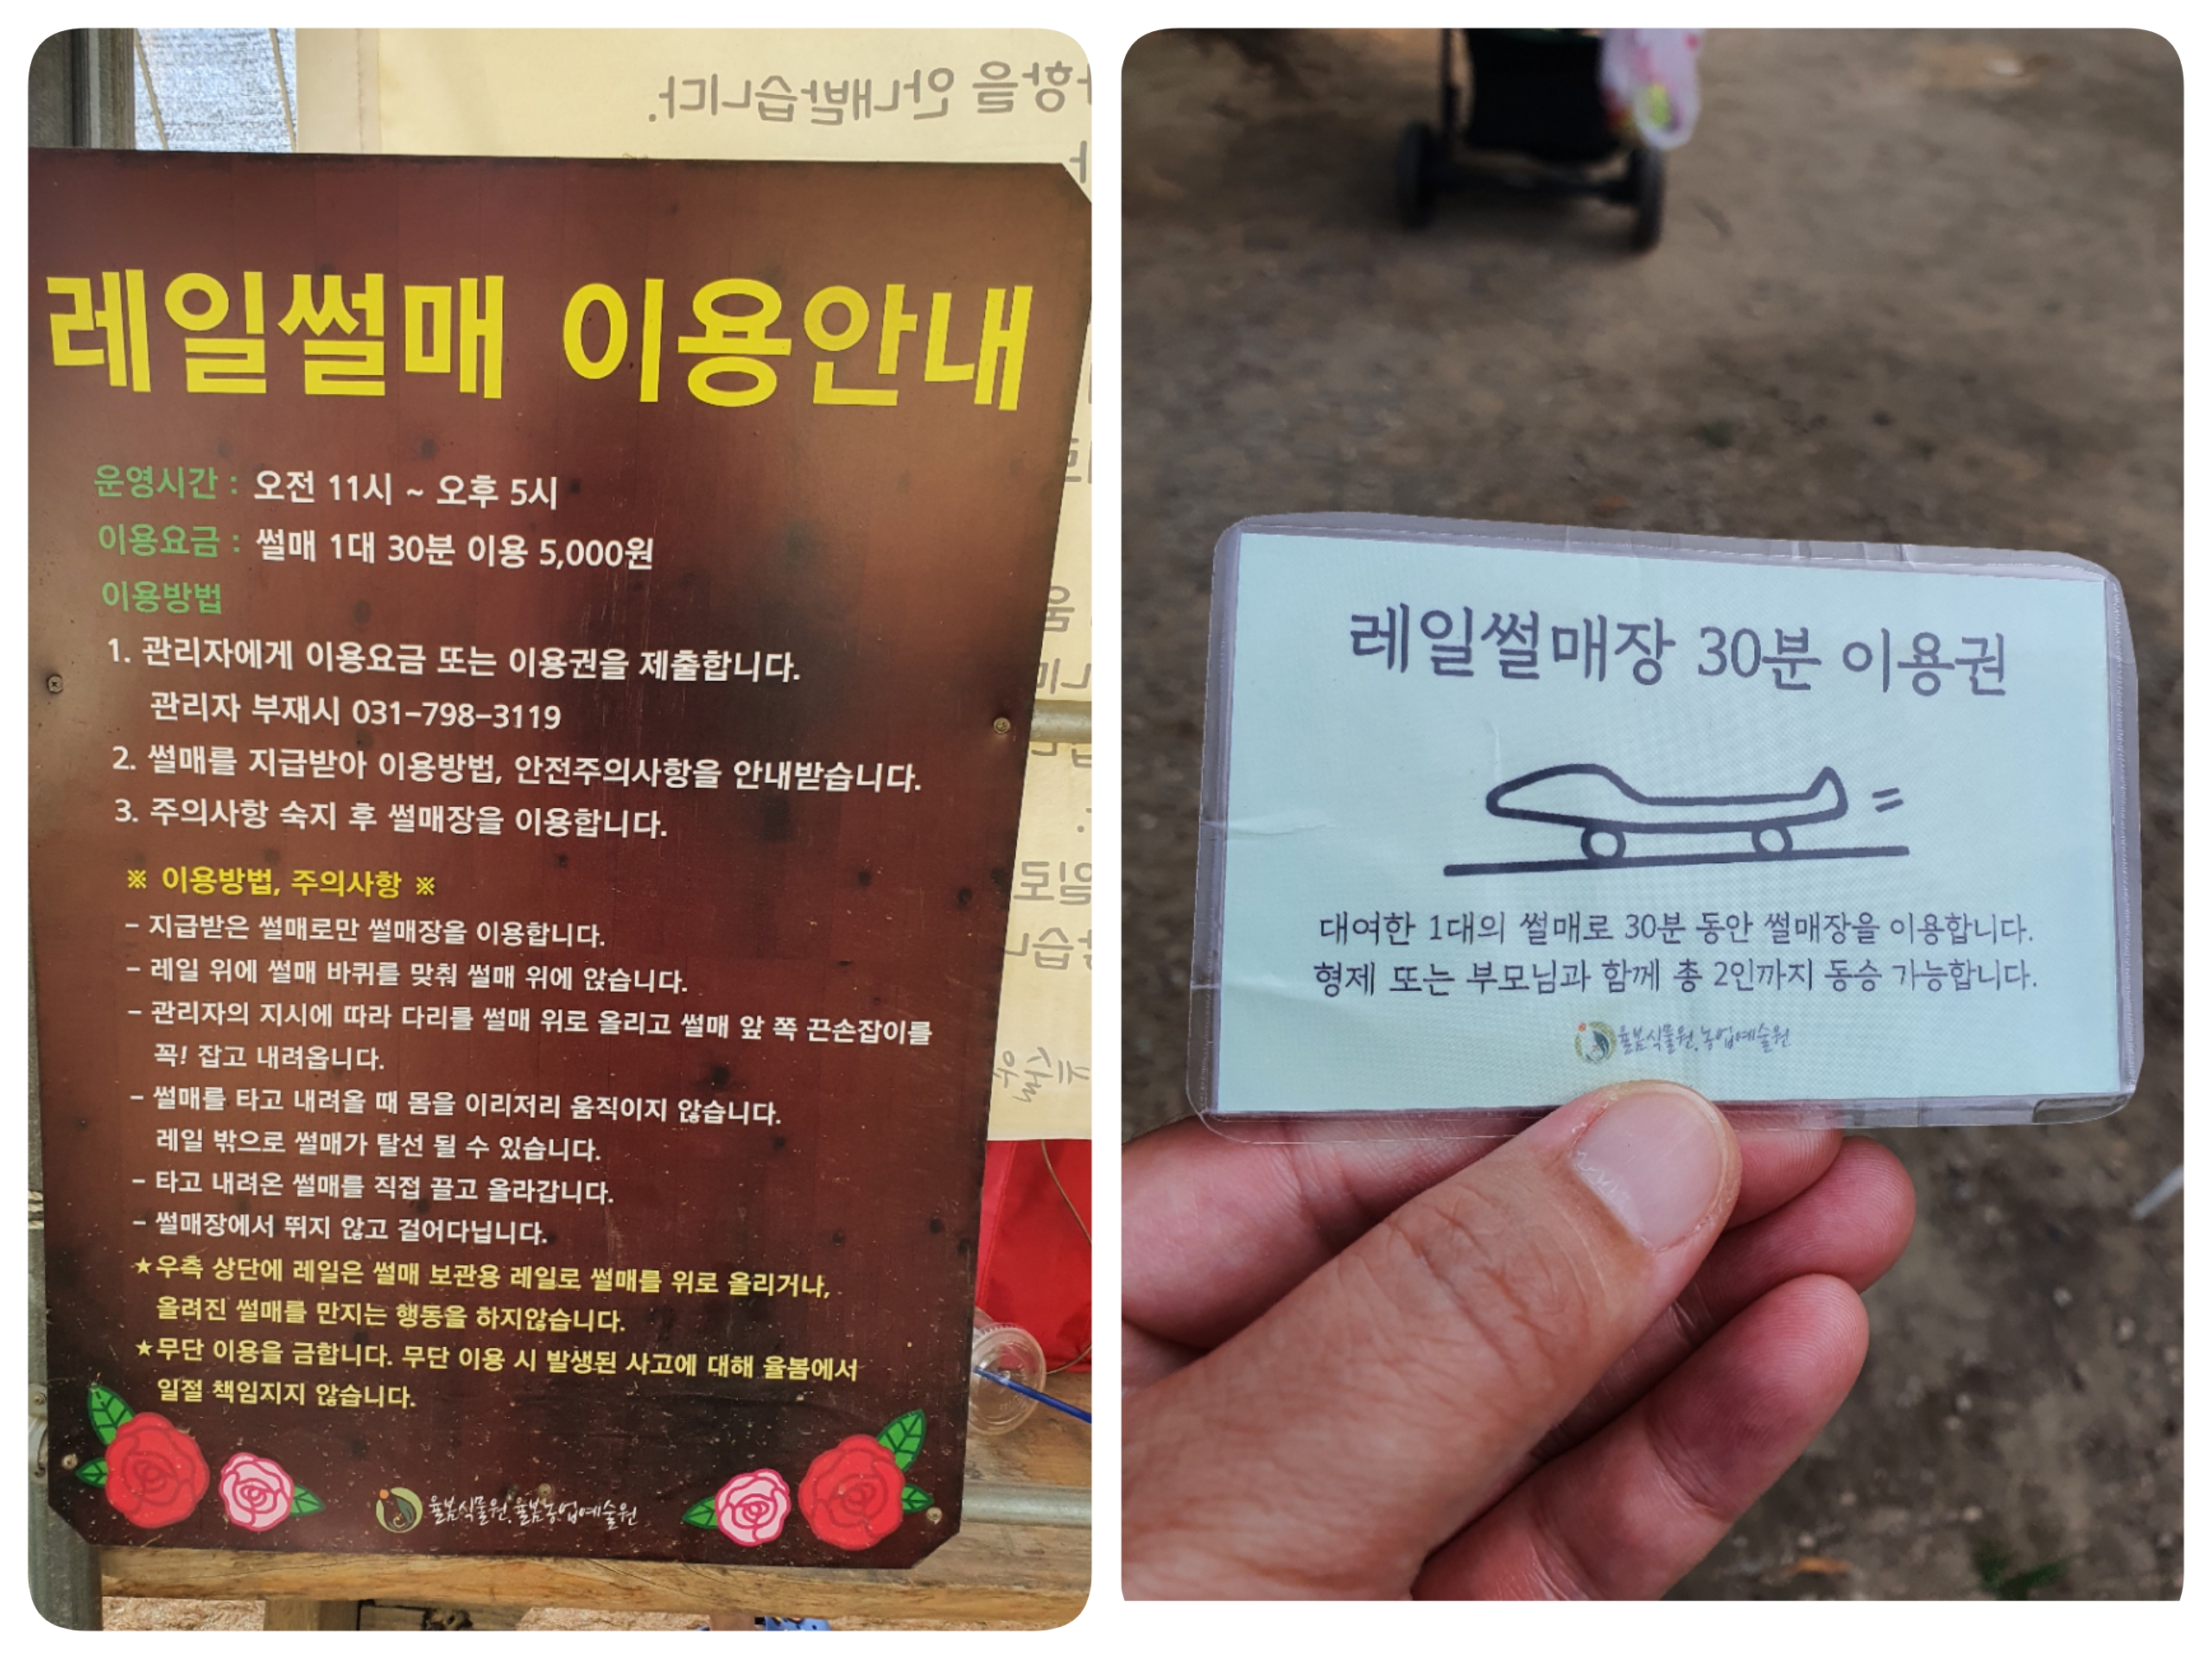 항을 안내받습니다.
레일썰매 이용안내
운영시간 : 오전 11시 ~ 오후 5시
이용요금 : 썰매 1대 30분 이용 5,000원
이용방법
1. 관리자에게 이용요금 또는 이용권을 제출합니다.
관리자 부재시 031-798-3119
2. 썰매를 지급받아 이용방법, 안전주의사항을 안내받습니다.
3. 주의사항 숙지 후 썰매장을 이용합니다.
※ 이용방법, 주의사항 ※
- 지급받은 썰매로만 썰매장을 이용합니다.
- 레일 위에 썰매 바퀴를 맞춰 썰매 위에 앉습니다.
- 관리자의 지시에 따라 다리를 썰매 위로 올리고 썰매 앞 쪽 끈손잡이를
꼭! 잡고 내려옵니다.
- 썰매를 타고 내려올 때 몸을 이리저리 움직이지 않습니다.
레일 밖으로 썰매가 탈선 될 수 있습니다.
- 타고 내려온 썰매를 직접 끌고 올라갑니다.
- 썰매장에서 뛰지 않고 걸어다닙니다.
★우측 상단에 레일은 썰매 보관용 레일로 썰매를 위로 올리거나,
올려진 썰매를 만지는 행동을 하지않습니다.
★무단 이용을 금합니다. 무단 이용 시 발생된 사고에 대해 율봄에서
일절 책임지지 않습니다.
율봄식물원.율봄농업예술원
레일썰매장 30분 이용권
대여한 1대의 썰매로 30분 동안 썰매장을 이용합니다.
형제 또는 부모님과 함께 총 2인까지 동승 가능합니다.
율봄식물원.농업예술원